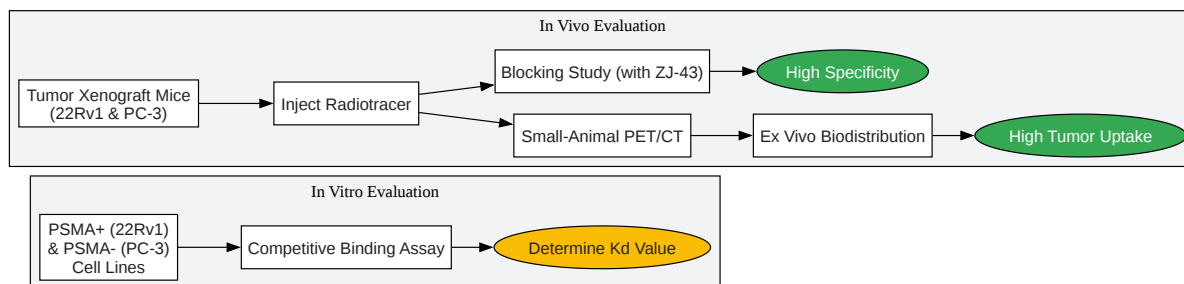 In Vivo Evaluation
Tumor Xenograft Mice
(22Rv1 & PC-3)
Inject Radiotracer
Blocking Study (with ZJ-43)
High Specificity
Small-Animal PET/CT
Ex Vivo Biodistribution
High Tumor Uptake
In Vitro Evaluation
PSMA+ (22Rv1)
& PSMA- (PC-3)
Cell Lines
Competitive Binding Assay
Determine Kd Value